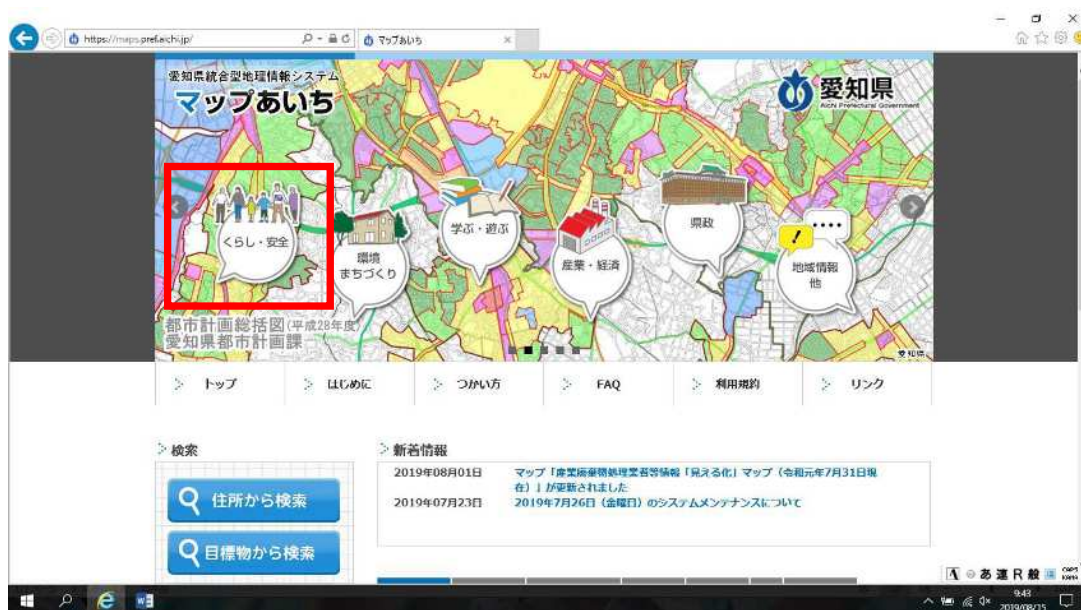 https://maps.pref.aichi.jp/
マップあいち
愛知県統合型地理情報システム
マップあいち
愛知県
Aichi Prefectural Government
くらし・安全
環境
まちづくり
学ぶ・遊ぶ
産業・経済
県政
地域情報
他
都市計画総括図(平成28年度)
愛知県都市計画課
愛知県
トップ
はじめに
つかい方
FAQ
利用規約
リンク
検索
住所から検索
目標物から検索
新着情報
2019年08月01日 マップ「産業廃棄物処理業者等情報「見える化」マップ（令和元年7月31日現
在）」が更新されました
2019年07月23日 2019年7月26日（金曜日）のシステムメンテナンスについて
A あ 連 R 般
CAPS
KANA
9:43
2019/08/15